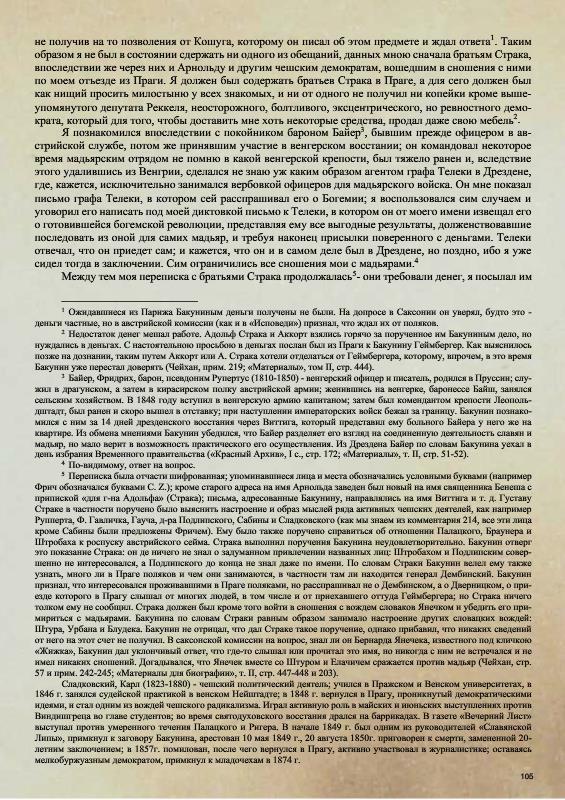 не получив на то позволения от Кошуга, которому он писал об этом предмете и ждал ответа¹. Таким
образом я не был в состоянии сдержать ни одного из обещаний, данных мною сначала братьям Страка,
впоследствии же через них и Арнольду и другим чешским демократам, вошедшим в сношения с ними
по моем отъезде из Праги. Я должен был содержать братьев Страка в Праге, а для сего должен был
как нищий просить милостыню у всех знакомых, и ни от одного не получил ни копейки кроме выше-
упомянутого депутата Реккеля, неосторожного, болтливого, эксцентрического, но ревностного демо-
крата, который для того, чтобы доставить мне хоть некоторые средства, продал даже свою мебель².
Я познакомился впоследствии с покойником бароном Байер³, бывшим прежде офицером в ав-
стрийской службе, потом же принявшим участие в венгерском восстании; он командовал некоторое
время мадьярским отрядом не помню в какой венгерской крепости, был тяжело ранен и, вследствие
этого удалившись из Венгрии, сделался не знаю уж каким образом агентом графа Телеки в Дрездене,
где, кажется, исключительно занимался вербовкой офицеров для мадьярского войска. Он мне показал
письмо графа Телеки, в котором сей расспрашивал его о Богемии; я воспользовался сим случаем и
уговорил его написать под моей диктовкой письмо к Телеки, в котором он от моего имени извещал его
о готовившейся богемской революции, представляя ему все выгодные результаты, долженствовавшие
последовать из оной для самих мадьяр, и требуя наконец присылки поверенного с деньгами. Телеки
отвечал, что он приедет сам; и кажется, что он и в самом деле был в Дрездене, но поздно, ибо я уже
сидел тогда в заключении. Сим ограничились все сношения мои с мадьярами.⁴
Между тем моя переписка с братьями Страка продолжалась⁵- они требовали денег, я посылал им
¹ Ожидавшиеся из Парижа Бакуниным деньги получены не были. На допросе в Саксонии он уверял, будто это -
деньги частные, но в австрийской комиссии (как и в «Исповеди») признал, что ждал их от поляков.
² Недостаток денег мешал работе. Адольф Страка и Аккорт взялись горячо за порученное им Бакуниным дело, но
нуждались в деньгах. С настоятельною просьбою в деньгах послан был из Праги к Бакунину Геймбергер. Как выяснилось
позже на дознании, таким путем Аккорт или А. Страка хотели отделаться от Геймбергера, которому, впрочем, в это время
Бакунин уже перестал доверять (Чейхан, прим. 219; «Материалы», том II, стр. 444).
³ Байер, Фридрих, барон, псевдоним Рупертус (1810-1850) - венгерский офицер и писатель, родился в Пруссии; слу-
жил в драгунском, а затем в кирасирском полку австрийской армии; женившись на венгерке, баронессе Байш, занялся
сельским хозяйством. В 1848 году вступил в венгерскую армию капитаном; затем был комендантом крепости Леополь-
дштадт, был ранен и скоро вышел в отставку; при наступлении императорских войск бежал за границу. Бакунин познако-
мился с ним за 14 дней дрезденского восстания через Виттига, который представил ему больного Байера у него же на
квартире. Из обмена мнениями Бакунин убедился, что Байер разделяет его взгляд на соединенную деятельность славян и
мадьяр, но мало верит в возможность практического его осуществления. Из Дрездена Байер по словам Бакунина уехал в
день избрания Временного правительства («Красный Архив», I с., стр. 172; «Материалы», т. II, стр. 51-52).
⁴ По-видимому, ответ на вопрос.
⁵ Переписка была отчасти шифрованная; упоминавшиеся лица и места обозначались условными буквами (например
Фрич обозначался буквами C. Z.); кроме старого адреса на имя Арнольда заведен был новый на имя священника Бенеша с
припиской «для г-на Адольфа» (Страка); письма, адресованные Бакунину, направлялись на имя Виттига и т. д. Густаву
Страке в частности поручено было выяснить настроение и образ мыслей ряда активных чешских деятелей, как например
Рупперта, Ф. Гавличка, Гауча, д-ра Подлипского, Сабины и Сладковского (как мы знаем из комментария 214, все эти лица
кроме Сабины были предложены Фричем). Ему было также поручено справиться об отношении Палацкого, Браунера и
Штробаха к роспуску австрийского сейма. Страка выполнил поручения Бакунина неудовлетворительно. Бакунин отверг
это показание Страка: он де ничего не знал о задуманном привлечении названных лиц: Штробахом и Подлипским совер-
шенно не интересовался, а Подлипского до конца не знал даже по имени. По словам Страки Бакунин велел ему также
узнать, много ли в Праге поляков и чем они занимаются, в частности там ли находится генерал Дембинский. Бакунин
признал, что интересовался проживавшими в Праге поляками, но расспрашивал не о Дембинском, а о Дверницком, о при-
езде которого в Прагу слышал от многих людей, в том числе и от приехавшего оттуда Геймбергера; но Страка ничего
толком ему не сообщил. Страка должен был кроме того войти в сношения с вождем словаков Янечком и убедить его при-
мириться с мадьярами. Бакунина по словам Страки равным образом занимало настроение других словацких вождей:
Штура, Урбана и Блудека. Бакунин не отрицал, что дал Страке такое поручение, однако прибавил, что никаких сведений
от него на этот счет не получил. В саксонской комиссии на вопрос, знал ли он Бернарда Янечека, известного под кличкою
«Жижка», Бакунин дал уклончивый ответ, что где-то слышал или прочитал это имя, но никогда с ним не встречался и не
имел никаких сношений. Догадывался, что Янечек вместе со Штуром и Елачичем сражается против мадьяр (Чейхан, стр.
57 и прим. 242-245; «Материалы для биографии», т. II, стр. 447-448 и 203).
Сладковский, Карл (1823-1880) - чешский политический деятель; учился в Пражском и Венском университетах, в
1846 г. занялся судейской практикой в венском Нейштадте; в 1848 г. вернулся в Прагу, проникнутый демократическими
идеями, и стал одним из вождей чешского радикализма. Играл активную роль в майских и июньских выступлениях против
Виндишгреца во главе студентов; во время святодуховского восстания дрался на баррикадах. В газете «Вечерний Лист»
выступал против умеренного течения Палацкого и Ригера. В начале 1849 г. был одним из руководителей «Славянской
Липы», примкнул к заговору Бакунина, арестован 10 мая 1849 г., 20 августа 1850г. приговорен к смерти, замененной 20-
летним заключением; в 1857г. помилован, после чего вернулся в Прагу, активно участвовал в журналистике; оставаясь
мелкобуржуазным демократом, примкнул к младочехам в 1874 г.
105